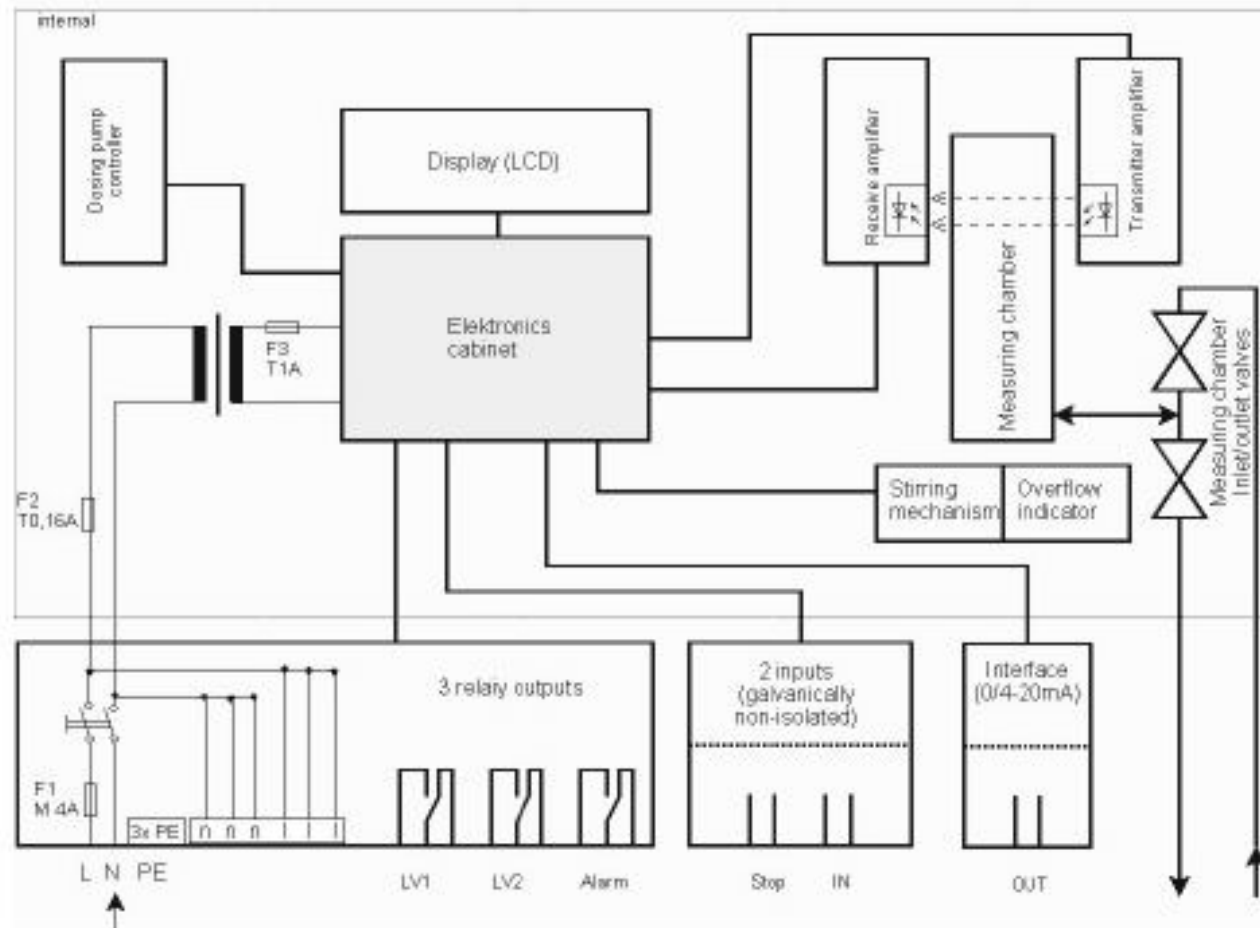 internal
Dosing pump
controller
Display (LCD)
Receive amplifier
Transmitter amplifier
Measuring chamber
Elektronics
cabinet
F3
T1A
Measuring chamber
Inlet/outlet valves
F2
T0,16A
Stirring
mechanism
Overflow
indicator
3 relaiy outputs
2 inputs
(galvanically
non-isolated)
Interface
(0/4-20mA)
F1
M 4A
3x PE
n n n l l l
L N PE
LV1
LV2
Alarm
Stop
IN
OUT